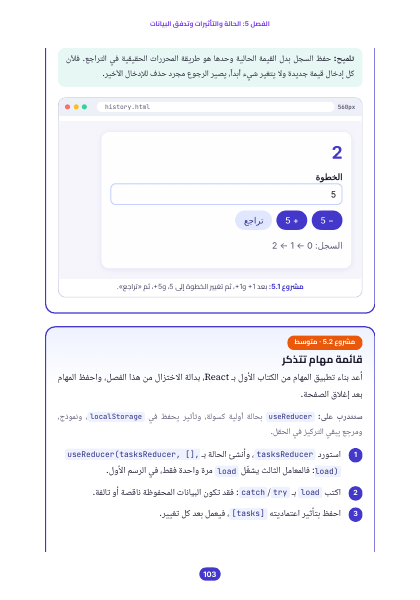 الفصل 5: الحالة والتأثيرات وتدفق البيانات
تلميح: حفظ السجل بدل القيمة الحالية وحدها هو طريقة المحررات الحقيقية في التراجع. فلأن
كل إدخال قيمة جديدة ولا يتغير شيء أبداً، يصير الرجوع مجرد حذف للإدخال الأخير.
history.html
560px
2
الخطوة
5
− 5
+ 5
تراجع
السجل: 0 ← 1 ← 2
مشروع 5.1: بعد 1+ و1+، ثم تغيير الخطوة إلى 5، و5+، ثم «تراجع».
مشروع 5.2 · متوسط
قائمة مهام تتذكر
أعد بناء تطبيق المهام من الكتاب الأول بـ React، بدالة الاختزال من هذا الفصل، واحفظ المهام
بعد إغلاق الصفحة.
ستتدرب على: useReducer بحالة أولية كسولة، وتأثير يحفظ في localStorage، ونموذج،
ومرجع يبقي التركيز في الحقل.
1 استورد tasksReducer، وأنشئ الحالة بـ useReducer(tasksReducer, [],
load): فالمعامل الثالث يشغّل load مرة واحدة فقط، في الرسم الأول.
2 اكتب load بـ try / catch: فقد تكون البيانات المحفوظة ناقصة أو تالفة.
3 احفظ بتأثير اعتماديته [tasks]، فيعمل بعد كل تغيير.
103